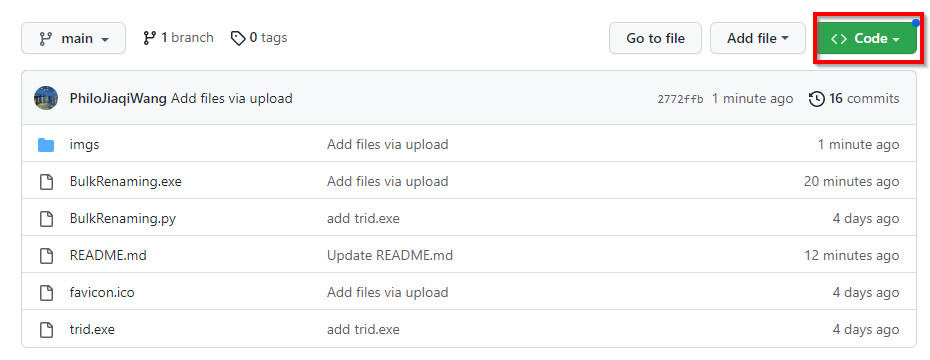 main 1 branch 0 tags Go to file Add file <> Code
PhiloJiaqiWang Add files via upload 2772ffb 1 minute ago 16 commits
imgs Add files via upload 1 minute ago
BulkRenaming.exe Add files via upload 20 minutes ago
BulkRenaming.py add trid.exe 4 days ago
README.md Update README.md 12 minutes ago
favicon.ico Add files via upload 4 days ago
trid.exe add trid.exe 4 days ago